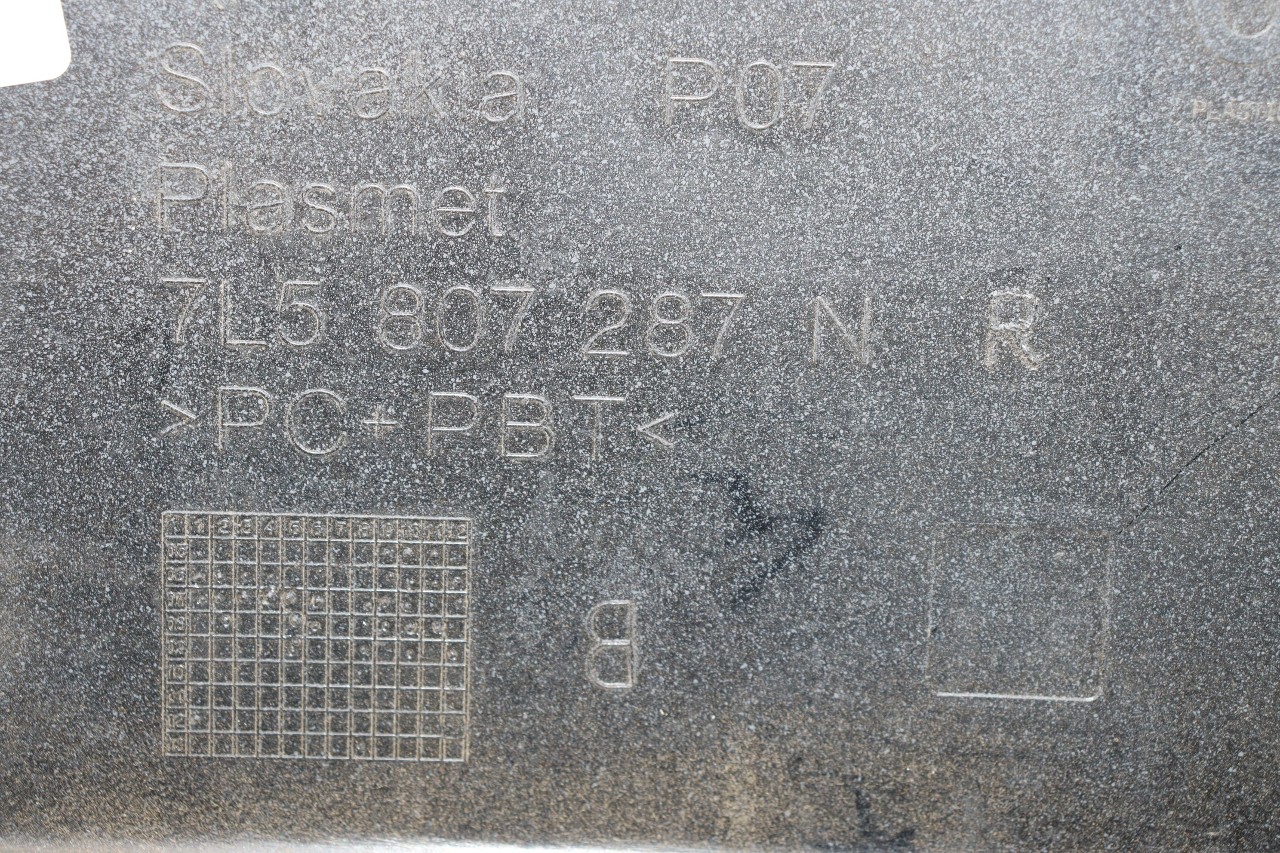 Slovakia P07
Plasmet
7L5 807 287 N R
>PC+PBT<
B